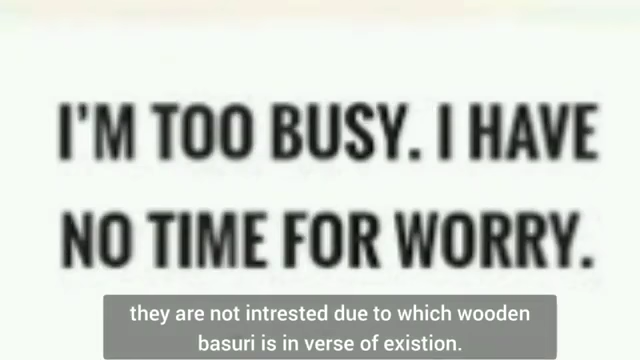 I'M TOO BUSY. I HAVE
NO TIME FOR WORRY.
they are not intrested due to which wooden
basuri is in verse of existion.